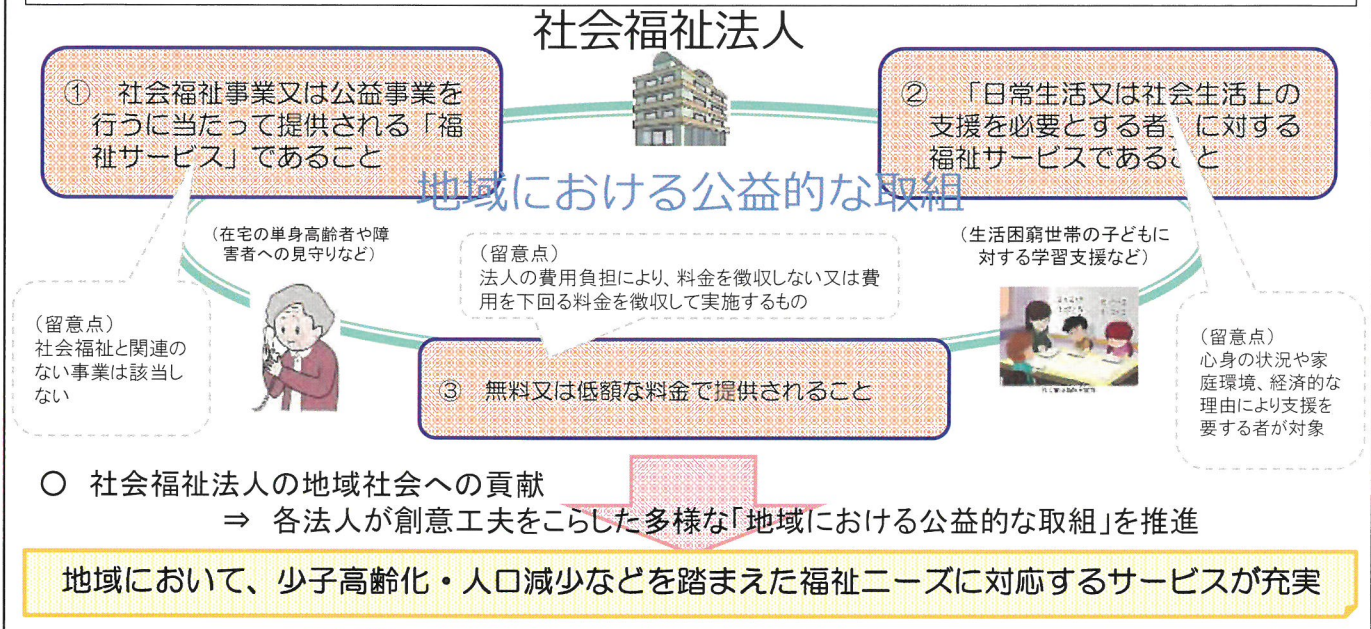 社会福祉法人
① 社会福祉事業又は公益事業を
行うに当たって提供される「福
祉サービス」であること
② 「日常生活又は社会生活上の
支援を必要とする者」に対する
福祉サービスであること
地域における公益的な取組
(在宅の単身高齢者や障
害者への見守りなど)
(留意点)
法人の費用負担により、料金を徴収しない又は費
用を下回る料金を徴収して実施するもの
(生活困窮世帯の子どもに
対する学習支援など)
(留意点)
社会福祉と関連の
ない事業は該当し
ない
③ 無料又は低額な料金で提供されること
(留意点)
心身の状況や家
庭環境、経済的な
理由により支援を
要する者が対象
○ 社会福祉法人の地域社会への貢献
⇒ 各法人が創意工夫をこらした多様な「地域における公益的な取組」を推進
地域において、少子高齢化・人口減少などを踏まえた福祉ニーズに対応するサービスが充実